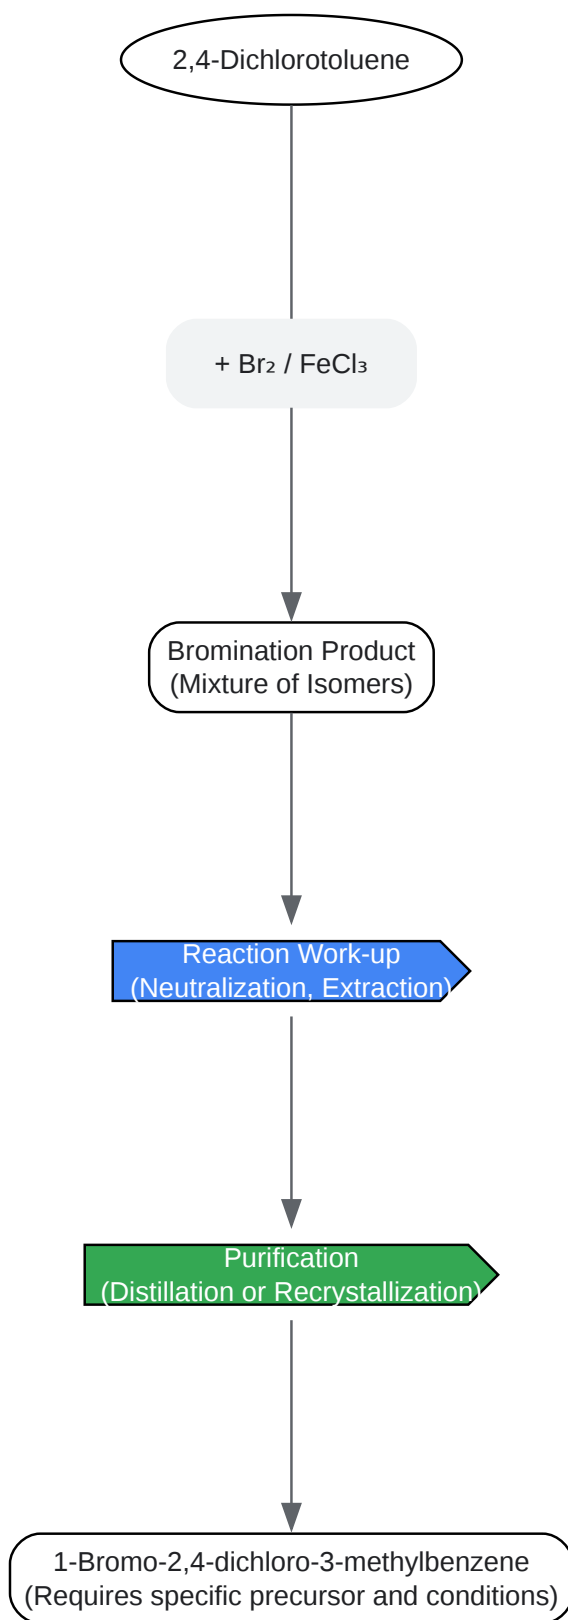 2,4-Dichlorotoluene
+ Br₂ / FeCl₃
Bromination Product
(Mixture of Isomers)
Reaction Work-up
(Neutralization, Extraction)
Purification
(Distillation or Recrystallization)
1-Bromo-2,4-dichloro-3-methylbenzene
(Requires specific precursor and conditions)